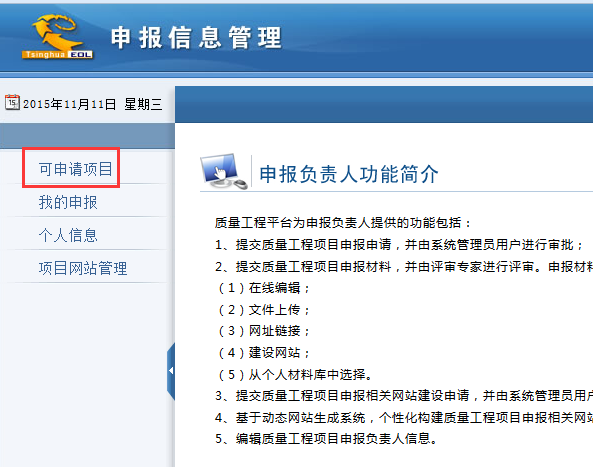 Tsinghua EOL
申报信息管理
15
2015年11月11日 星期三
可申请项目
我的申报
个人信息
项目网站管理
申报负责人功能简介
质量工程平台为申报负责人提供的功能包括：
1、提交质量工程项目申报申请，并由系统管理员用户进行审批；
2、提交质量工程项目申报材料，并由评审专家进行评审。申报材料
（1）在线编辑；
（2）文件上传；
（3）网址链接；
（4）建设网站；
（5）从个人材料库中选择。
3、提交质量工程项目申报相关网站建设申请，并由系统管理员用户
4、基于动态网站生成系统，个性化构建质量工程项目申报相关网站
5、编辑质量工程项目申报负责人信息。